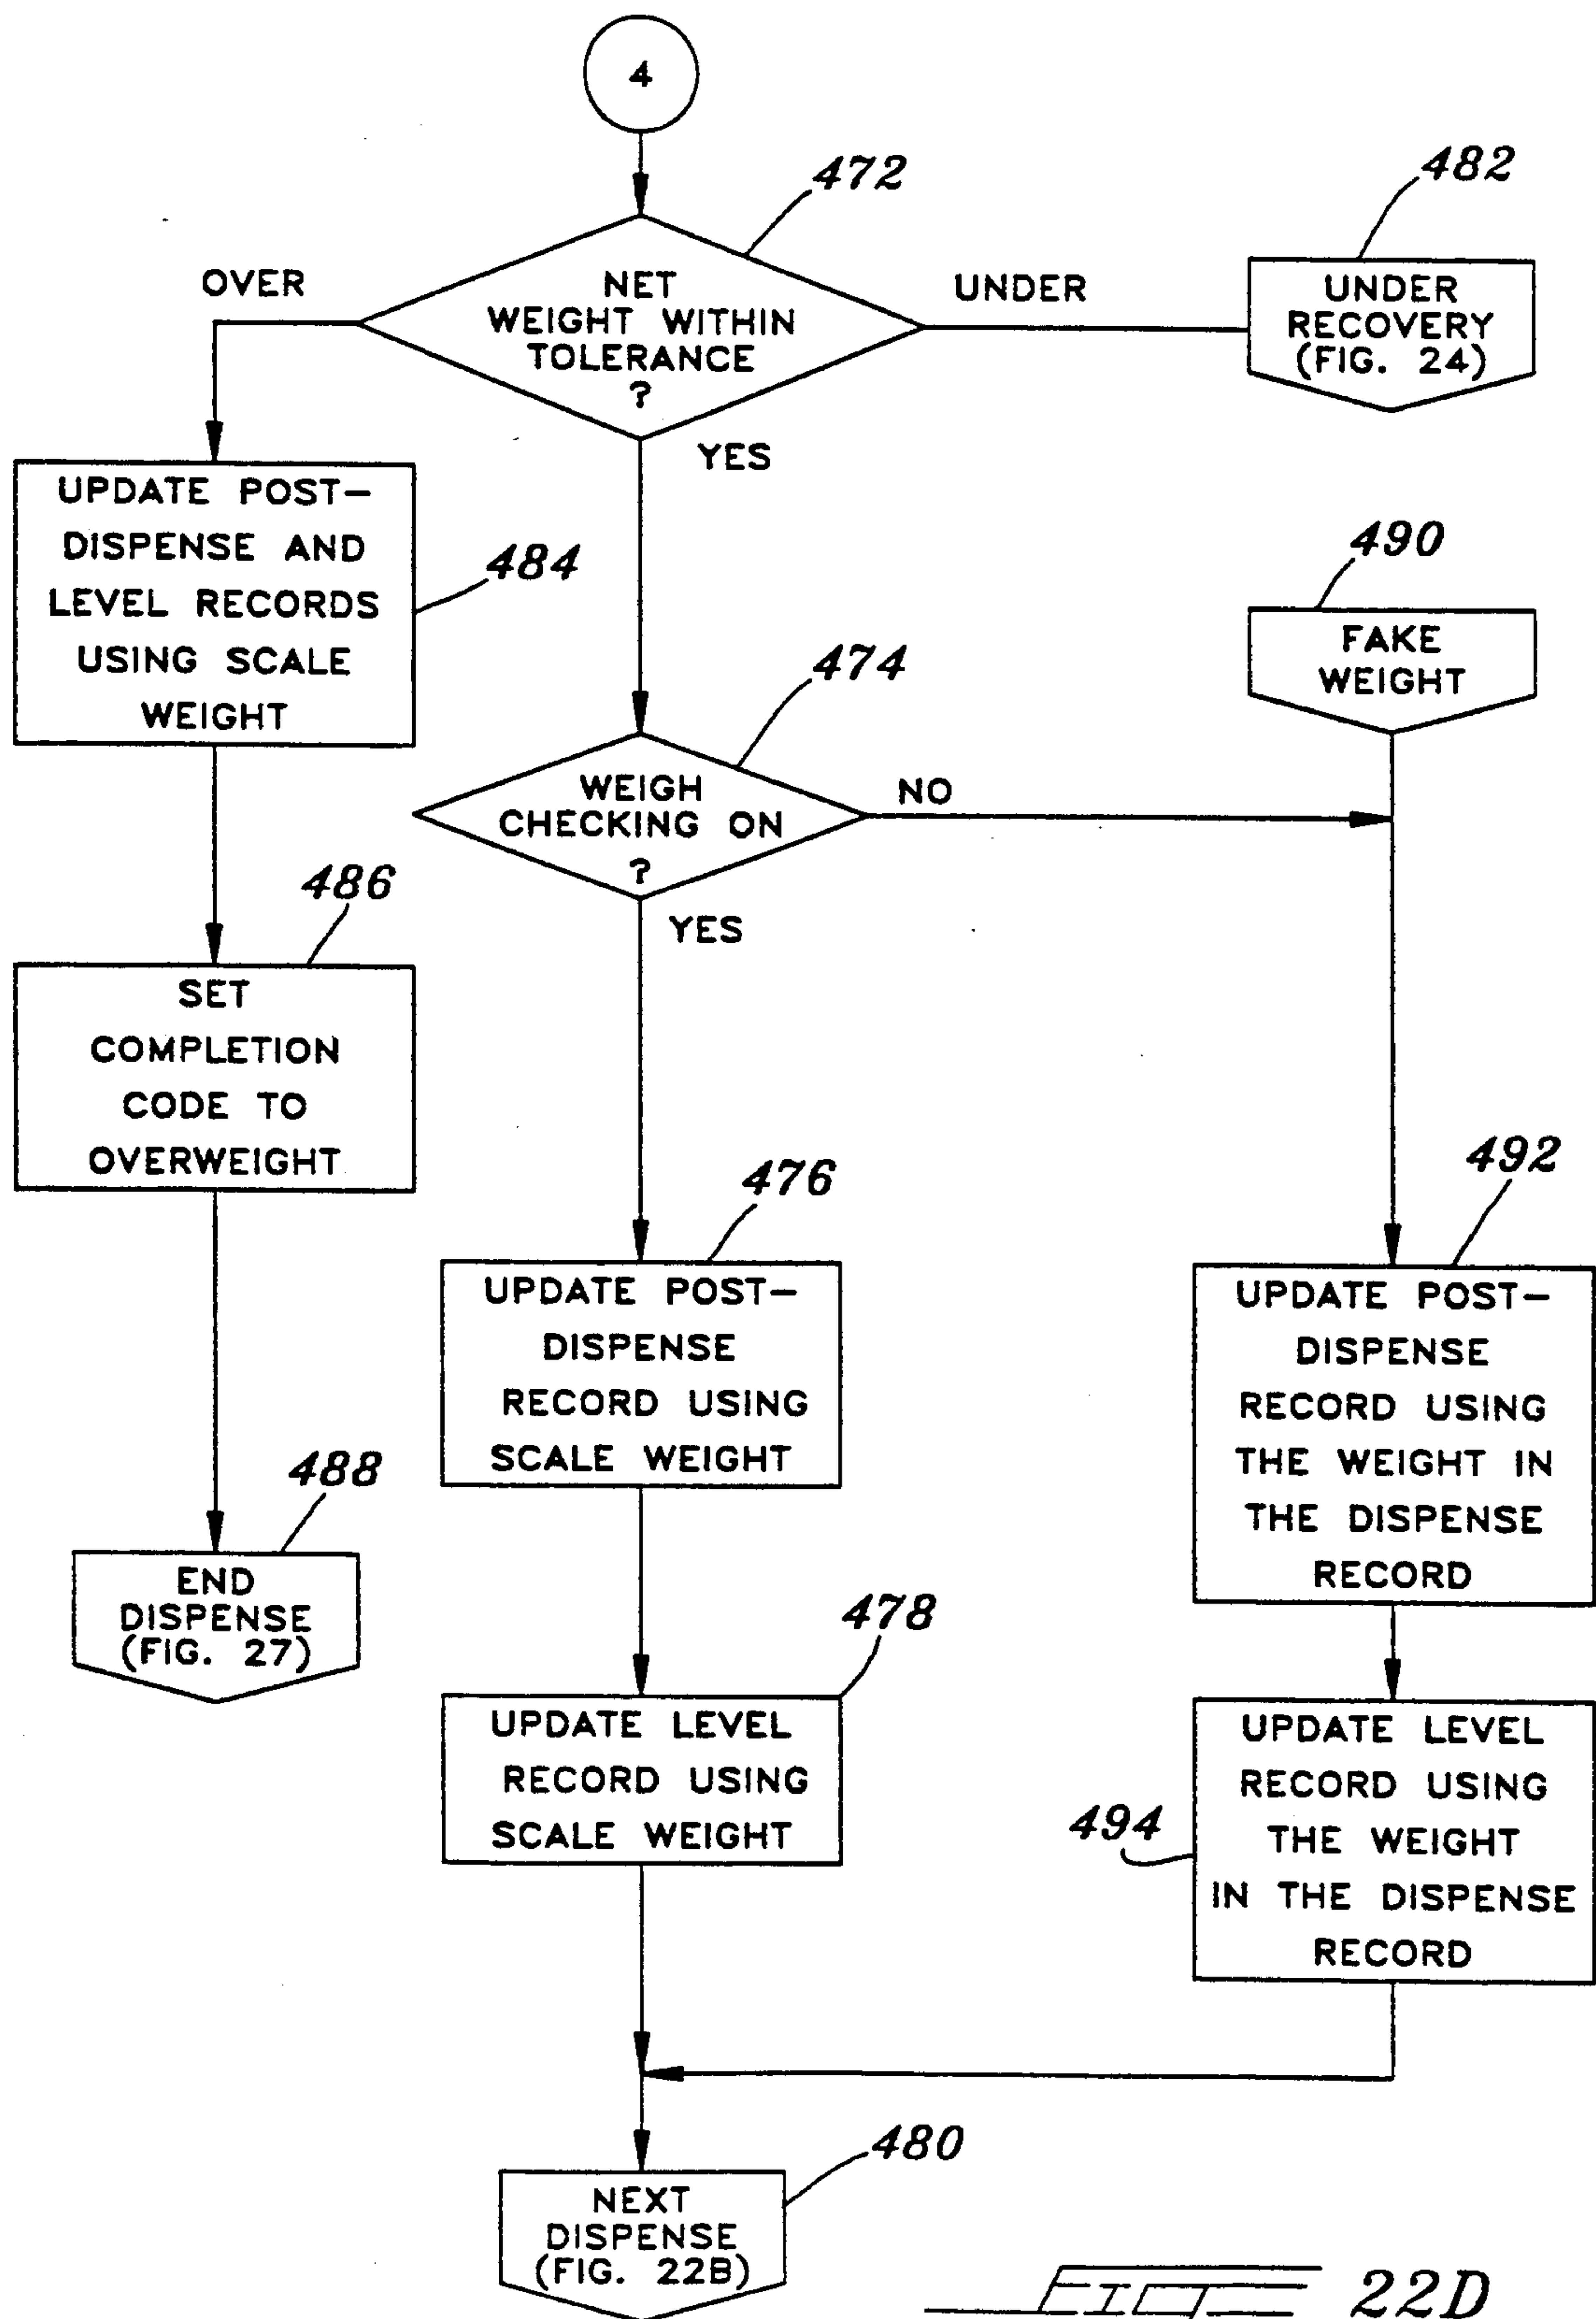 4
472
NET
WEIGHT WITHIN
TOLERANCE
?
OVER
UNDER
YES
482
UNDER
RECOVERY
(FIG. 24)
UPDATE POST-
DISPENSE AND
LEVEL RECORDS
USING SCALE
WEIGHT
484
490
FAKE
WEIGHT
474
WEIGH
CHECKING ON
?
NO
YES
486
SET
COMPLETION
CODE TO
OVERWEIGHT
488
END
DISPENSE
(FIG. 27)
476
UPDATE POST-
DISPENSE
RECORD USING
SCALE WEIGHT
492
UPDATE POST-
DISPENSE
RECORD USING
THE WEIGHT IN
THE DISPENSE
RECORD
478
UPDATE LEVEL
RECORD USING
SCALE WEIGHT
494
UPDATE LEVEL
RECORD USING
THE WEIGHT
IN THE DISPENSE
RECORD
480
NEXT
DISPENSE
(FIG. 22B)
FIG 22D